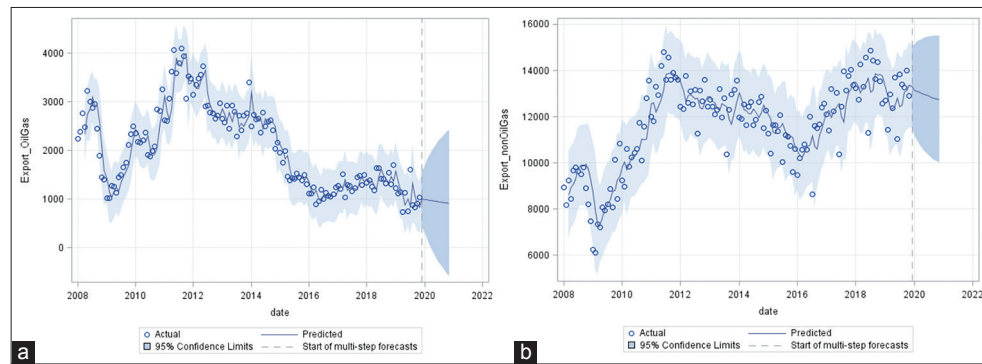 4000
3000
2000
1000
0
Export_OilGas
2008 2010 2012 2014 2016 2018 2020 2022
date
Actual Predicted
95% Confidence Limits Start of multi-step forecasts
a
16000
14000
12000
10000
8000
6000
Export_nonOilGas
2008 2010 2012 2014 2016 2018 2020 2022
date
Actual Predicted
95% Confidence Limits Start of multi-step forecasts
b